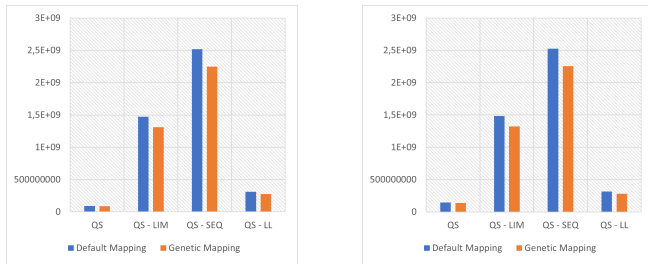 3E+09
2,5E+09
2E+09
1,5E+09
1E+09
500000000
0
QS QS - LIM QS - SEQ QS - LL
Default Mapping Genetic Mapping
3E+09
2,5E+09
2E+09
1,5E+09
1E+09
500000000
0
QS QS - LIM QS - SEQ QS - LL
Default Mapping Genetic Mapping